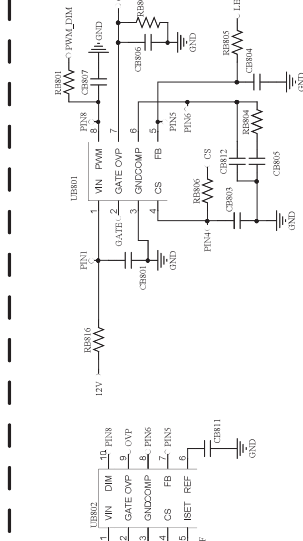 PWM_DIM
RB801
GND
CB807
CB806
GND
RB805
CB804
GND
PIN8
PIN5
PIN6
8
7
6
5
UB801
VIN PWM
GATE OVP
GNDCOMP
CS FB
1
2
3
4
RB804
CB812
CB805
CS
RB806
CB803
GND
PIN4
GATE
PIN1
CB801
GND
RB816
12V
UB802
VIN DIM
GATE OVP
GNDCOMP
CS FB
ISET REF
10
9
8
7
6
1
2
3
4
5
PIN8
OVP
PIN6
PIN5
CB811
GND